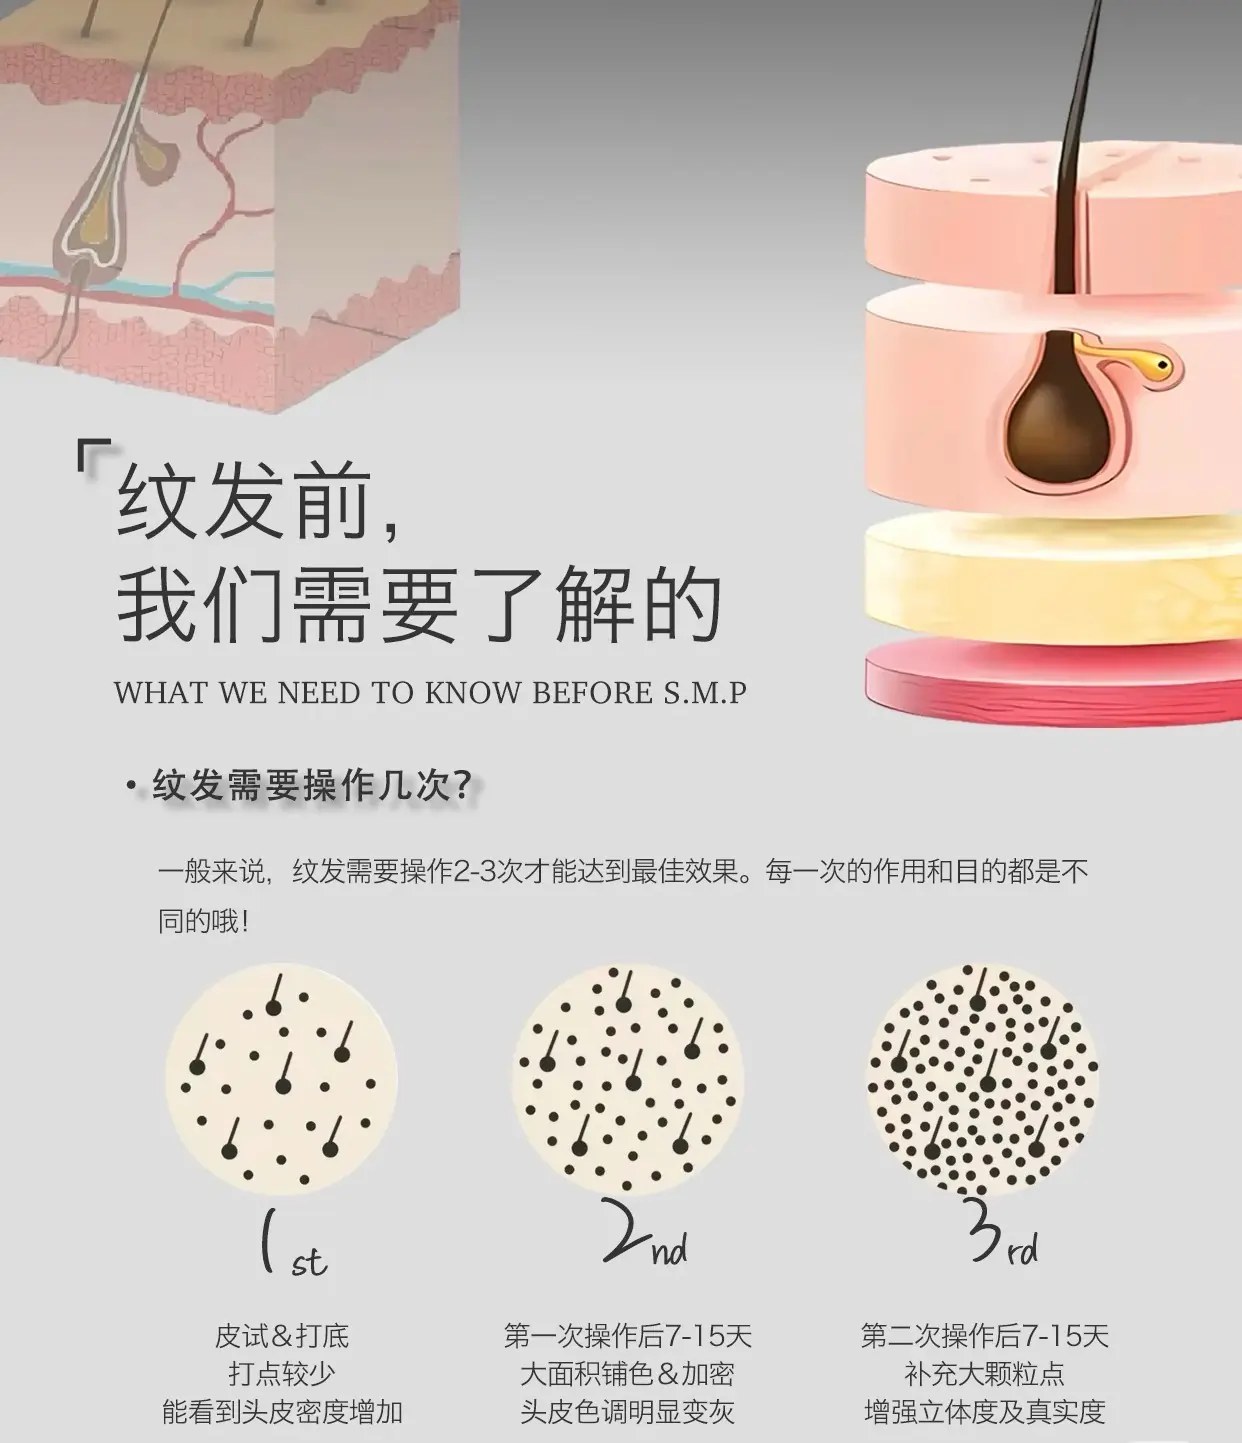 「纹发前,
我们需要了解的
WHAT WE NEED TO KNOW BEFORE S.M.P
• 纹发需要操作几次?
一般来说，纹发需要操作2-3次才能达到最佳效果。每一次的作用和目的都是不
同的哦!
1st
2nd
3rd
皮试&打底
打点较少
能看到头皮密度增加
第一次操作后7-15天
大面积铺色&加密
头皮色调明显变灰
第二次操作后7-15天
补充大颗粒点
增强立体度及真实度